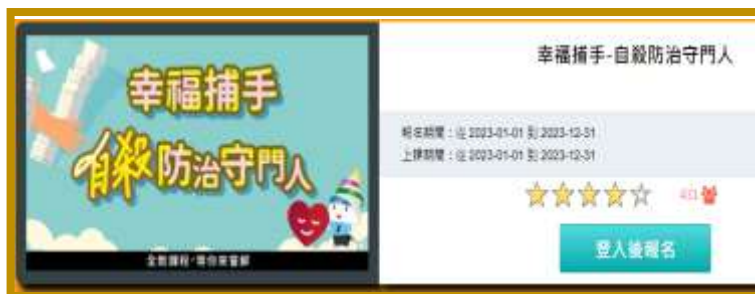 幸福捕手
自殺防治守門人
幸福捕手-自殺防治守門人
報名期間：從 2023-01-01 到 2023-12-31
上課期間：從 2023-01-01 到 2023-12-31
登入後報名